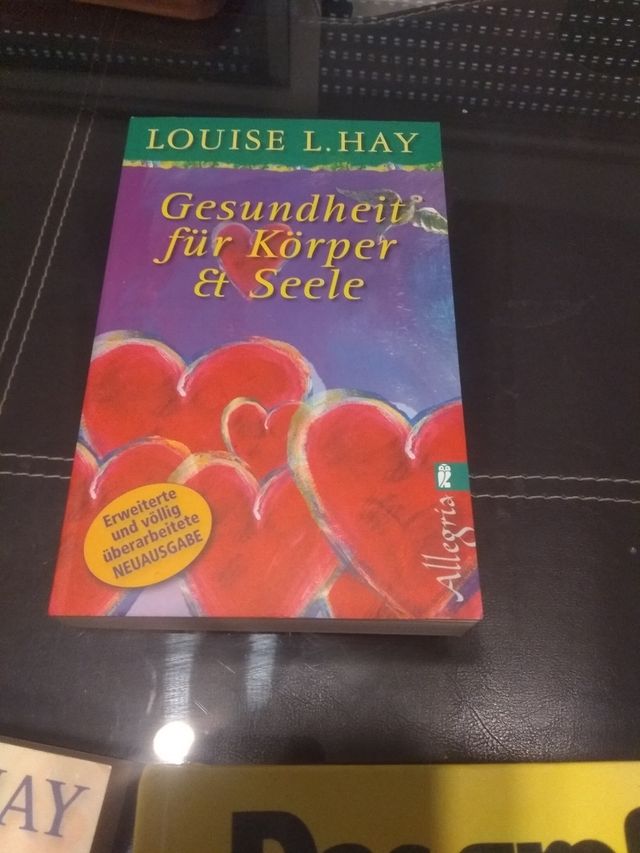 LOUISE L. HAY
Gesundheit
für Körper
& Seele
Erweiterte
und völlig
überarbeitete
NEUAUSGABE
Allegria
HAY